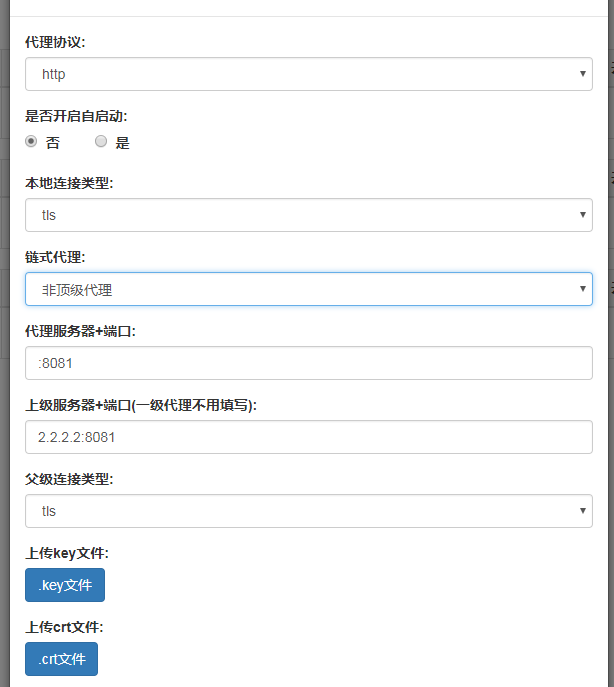 代理协议:
http
是否开启自启动:
否 是
本地连接类型:
tls
链式代理:
非顶级代理
代理服务器+端口:
:8081
上级服务器+端口(一级代理不用填写):
2.2.2.2:8081
父级连接类型:
tls
上传key文件:
.key文件
上传crt文件:
.crt文件